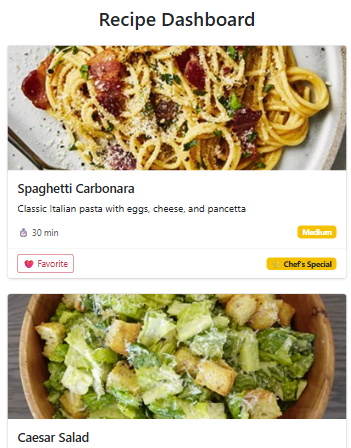 Recipe Dashboard
Spaghetti Carbonara
Classic Italian pasta with eggs, cheese, and pancetta
30 min
Medium
Favorite
Chef's Special
Caesar Salad